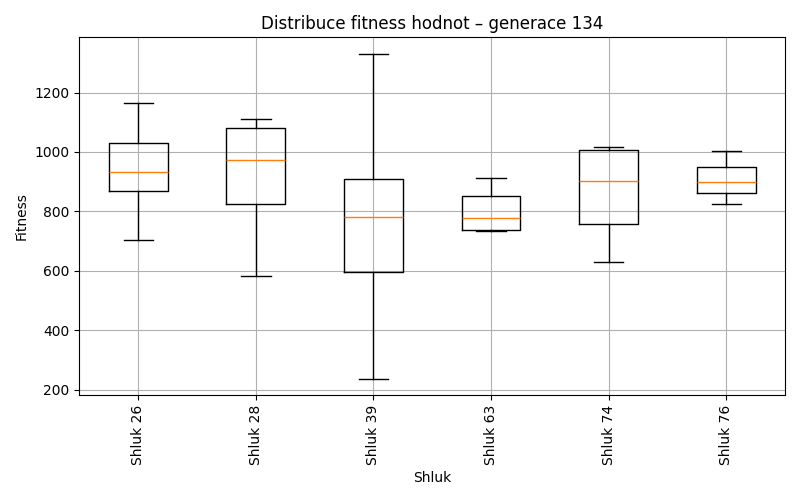 Distribuce fitness hodnot – generace 134
Fitness
1200
1000
800
600
400
200
Shluk 26
Shluk 28
Shluk 39
Shluk 63
Shluk 74
Shluk 76
Shluk